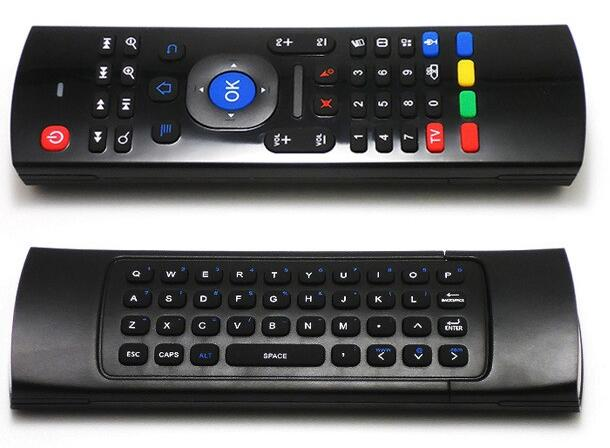 OK
3 6 9
2 5 8 0
VOL + VOL - 1 4 7 TV
Q W E R T Y U I O P
A S D F G H J K L BACKSPACE
Z X C V B N M . ^ ENTER
ESC CAPS ALT SPACE , < >